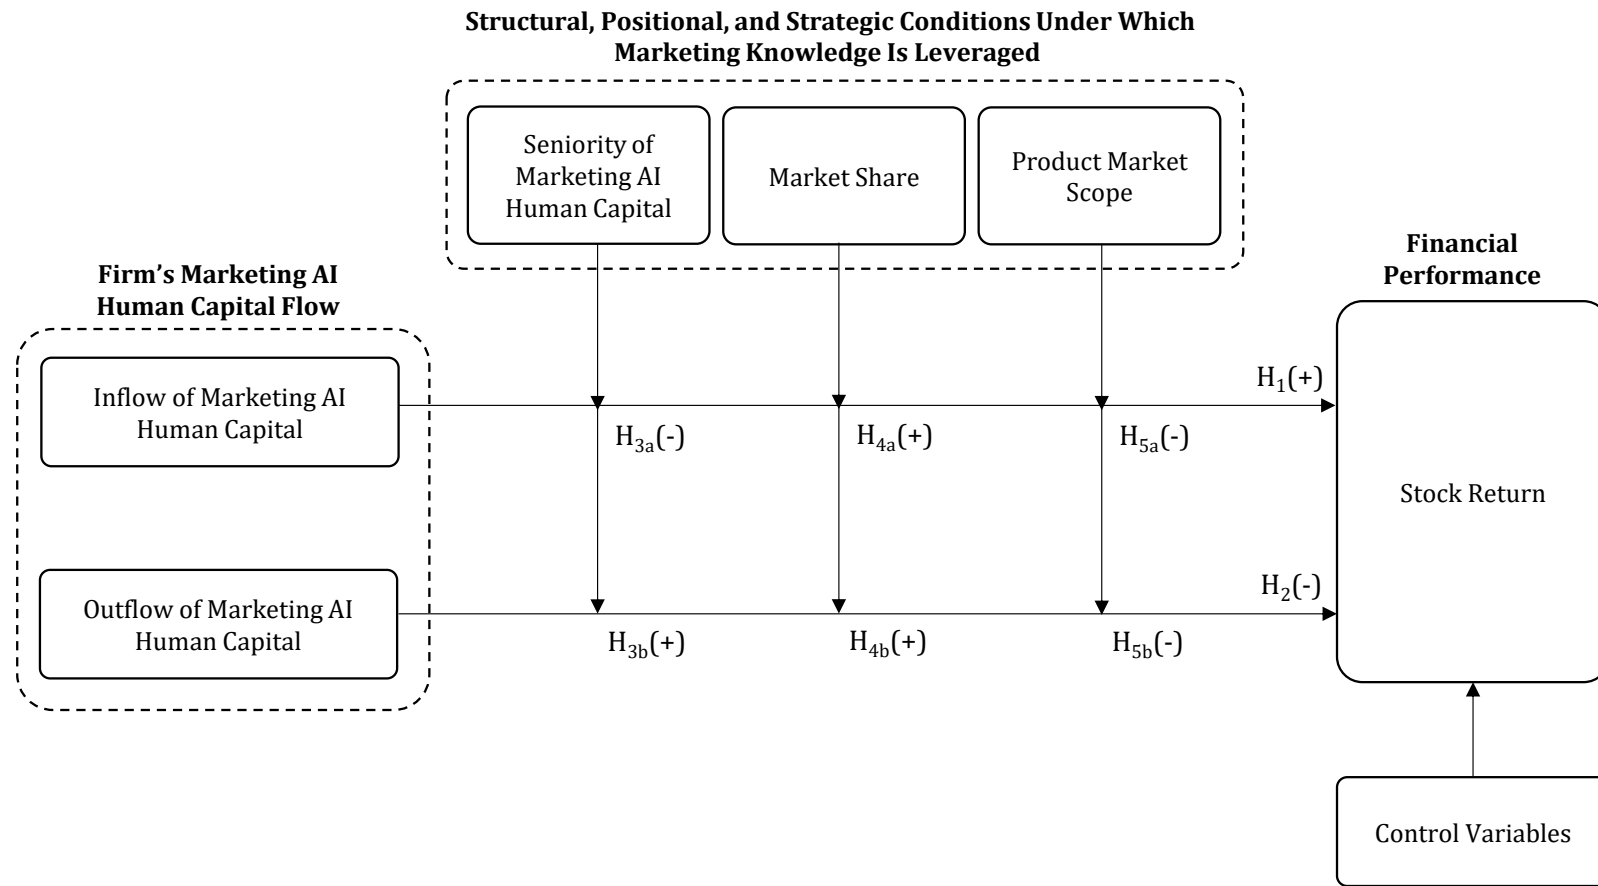 Structural, Positional, and Strategic Conditions Under Which
Marketing Knowledge Is Leveraged
Seniority of
Marketing AI
Human Capital
Market Share
Product Market
Scope
Firm’s Marketing AI
Human Capital Flow
Financial
Performance
Inflow of Marketing AI
Human Capital
H1(+)
H3a(-)
H4a(+)
H5a(-)
Stock Return
Outflow of Marketing AI
Human Capital
H2(-)
H3b(+)
H4b(+)
H5b(-)
Control Variables